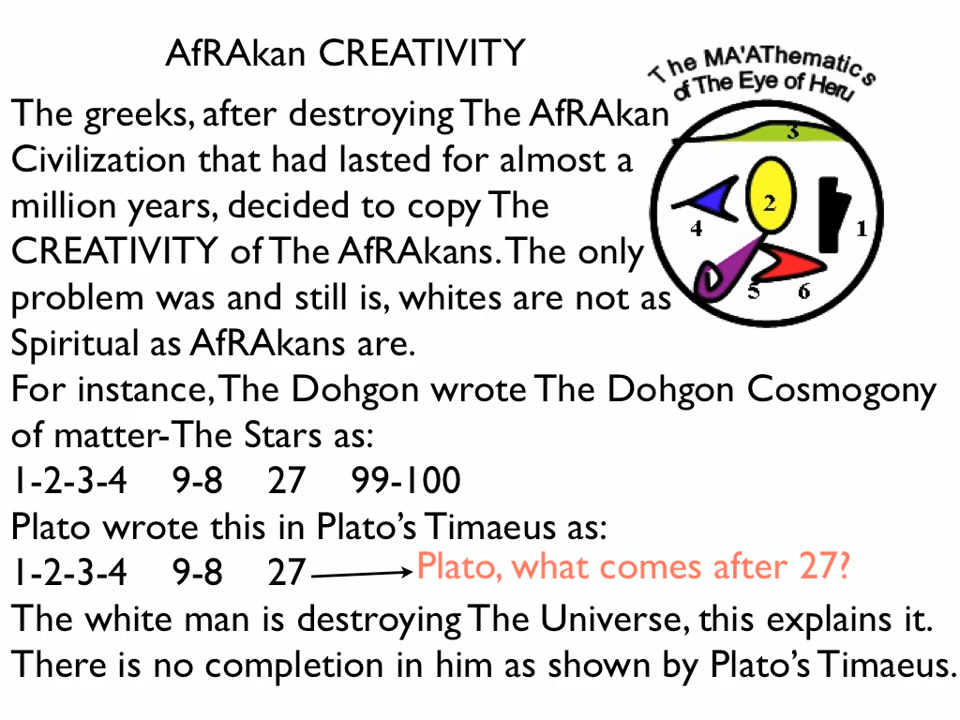 AfRAkan CREATIVITY
The MA'AThematics
of The Eye of Heru
The greeks, after destroying The AfRAkan
Civilization that had lasted for almost a
million years, decided to copy The
CREATIVITY of The AfRAkans. The only
problem was and still is, whites are not as
Spiritual as AfRAkans are.
3
2
4
1
5
6
For instance, The Dohgon wrote The Dohgon Cosmogony
of matter-The Stars as:
1-2-3-4 9-8 27 99-100
Plato wrote this in Plato's Timaeus as:
1-2-3-4 9-8 27 Plato, what comes after 27?
The white man is destroying The Universe, this explains it.
There is no completion in him as shown by Plato's Timaeus.